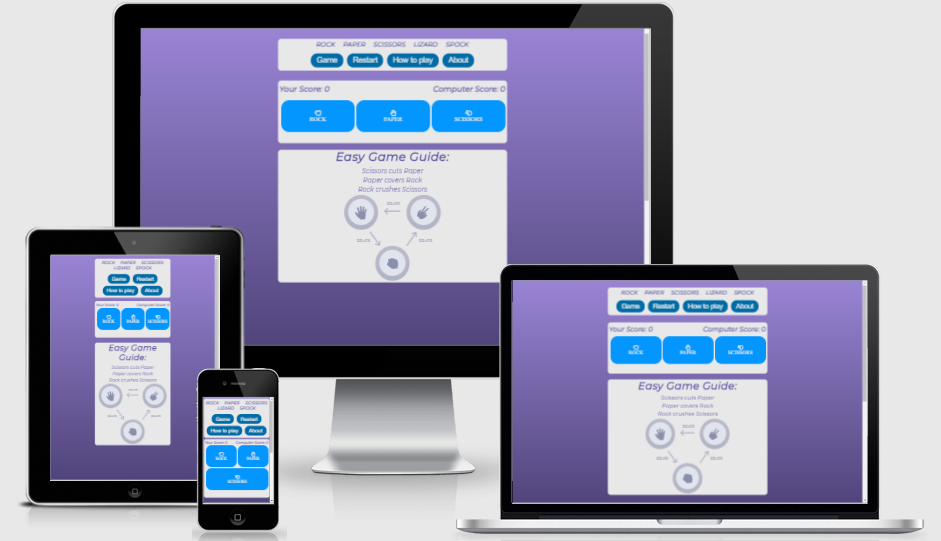 ROCK PAPER SCISSORS LIZARD SPOCK
Game Restart How to play About
Your Score: 0 Computer Score: 0
ROCK PAPER SCISSORS
Easy Game Guide:
Scissors cuts Paper
Paper covers Rock
Rock crushes Scissors
ROCK PAPER SCISSORS
LIZARD SPOCK
Game Restart
How to play About
Your Score: 0 Computer Score: 0
ROCK PAPER SCISSORS
Easy Game
Guide:
Scissors cuts Paper
Paper covers Rock
Rock crushes Scissors
ROCK PAPER SCISSORS
LIZARD SPOCK
Game Restart
How to play About
Your Score: 0 Computer Score: 0
ROCK PAPER
SCISSORS
ROCK PAPER SCISSORS LIZARD SPOCK
Game Restart How to play About
Your Score: 0 Computer Score: 0
ROCK PAPER SCISSORS
Easy Game Guide:
Scissors cuts Paper
Paper covers Rock
Rock crushes Scissors